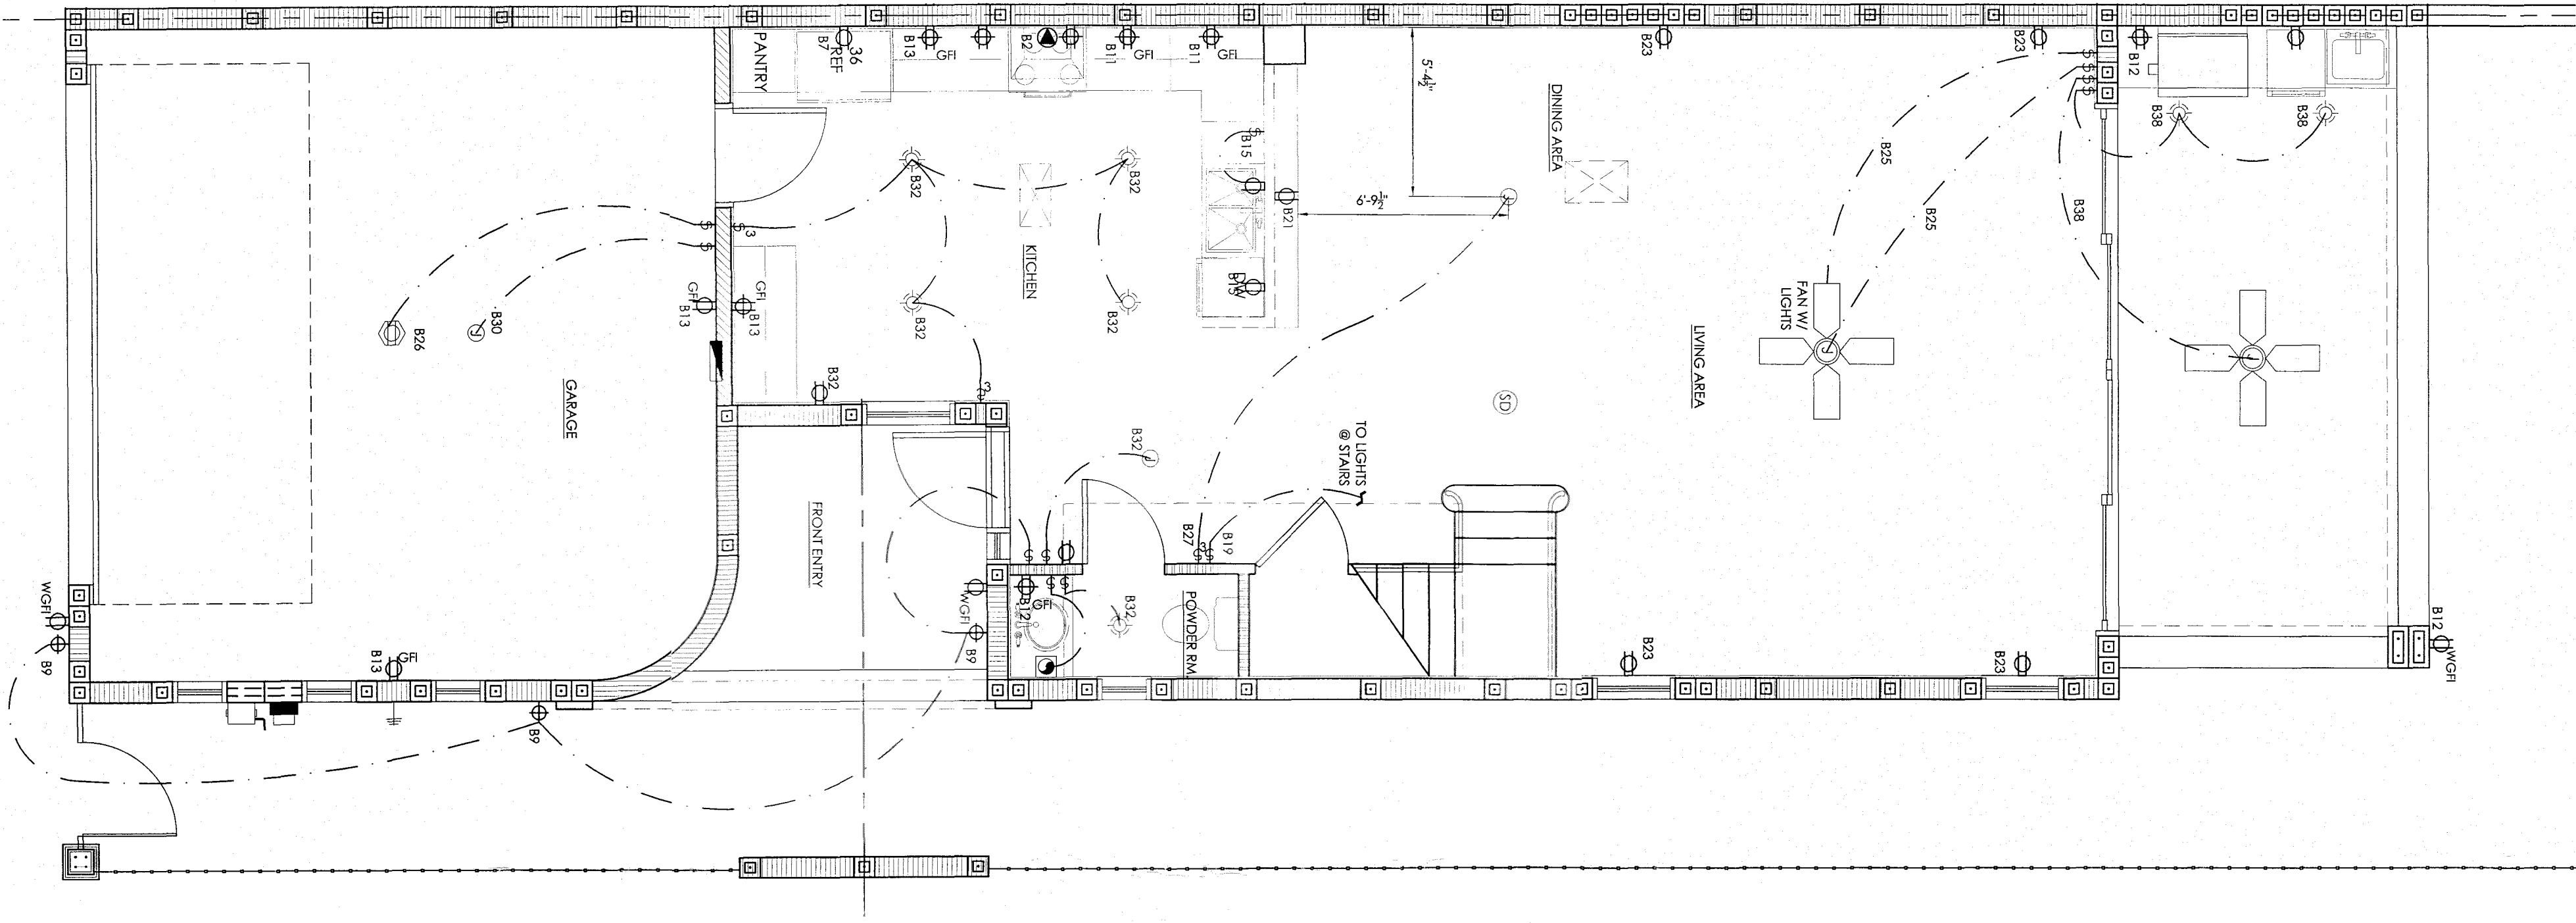 PANTRY
36
REF
B7
B13
GFI
B2
B11
GFI
B11
GFI
B23
B23
B12
B38
B38
5'-4½"
DINING AREA
B15
B32
B32
B25
B25
B38
6'-9½"
B21
3
KITCHEN
DW
B15
GFI
B13
GFI
B13
B32
B32
FAN W/
LIGHTS
J
J
J
J
B26
B30
GARAGE
B32
3
LIVING AREA
SD
B32
J
TO LIGHTS
@ STAIRS
FRONT ENTRY
B27
3
B19
WGFI
B9
WGFI
B9
B12
GFI
B32
POWDER RM.
B13
GFI
B9
B23
B23
B12
WGFI